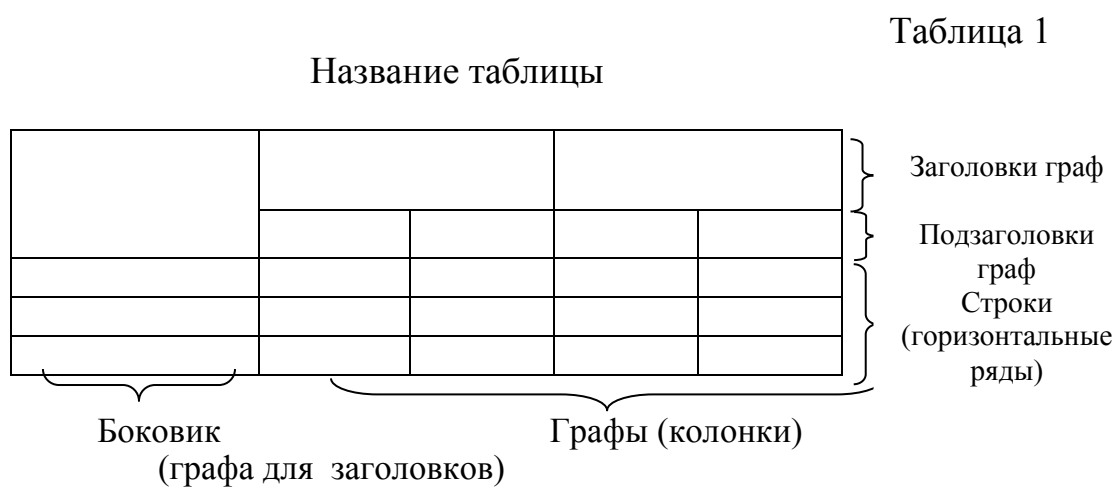 Таблица 1
Название таблицы
Заголовки граф
Подзаголовки
граф
Строки
(горизонтальные
ряды)
Боковик
(графа для заголовков)
Графы (колонки)